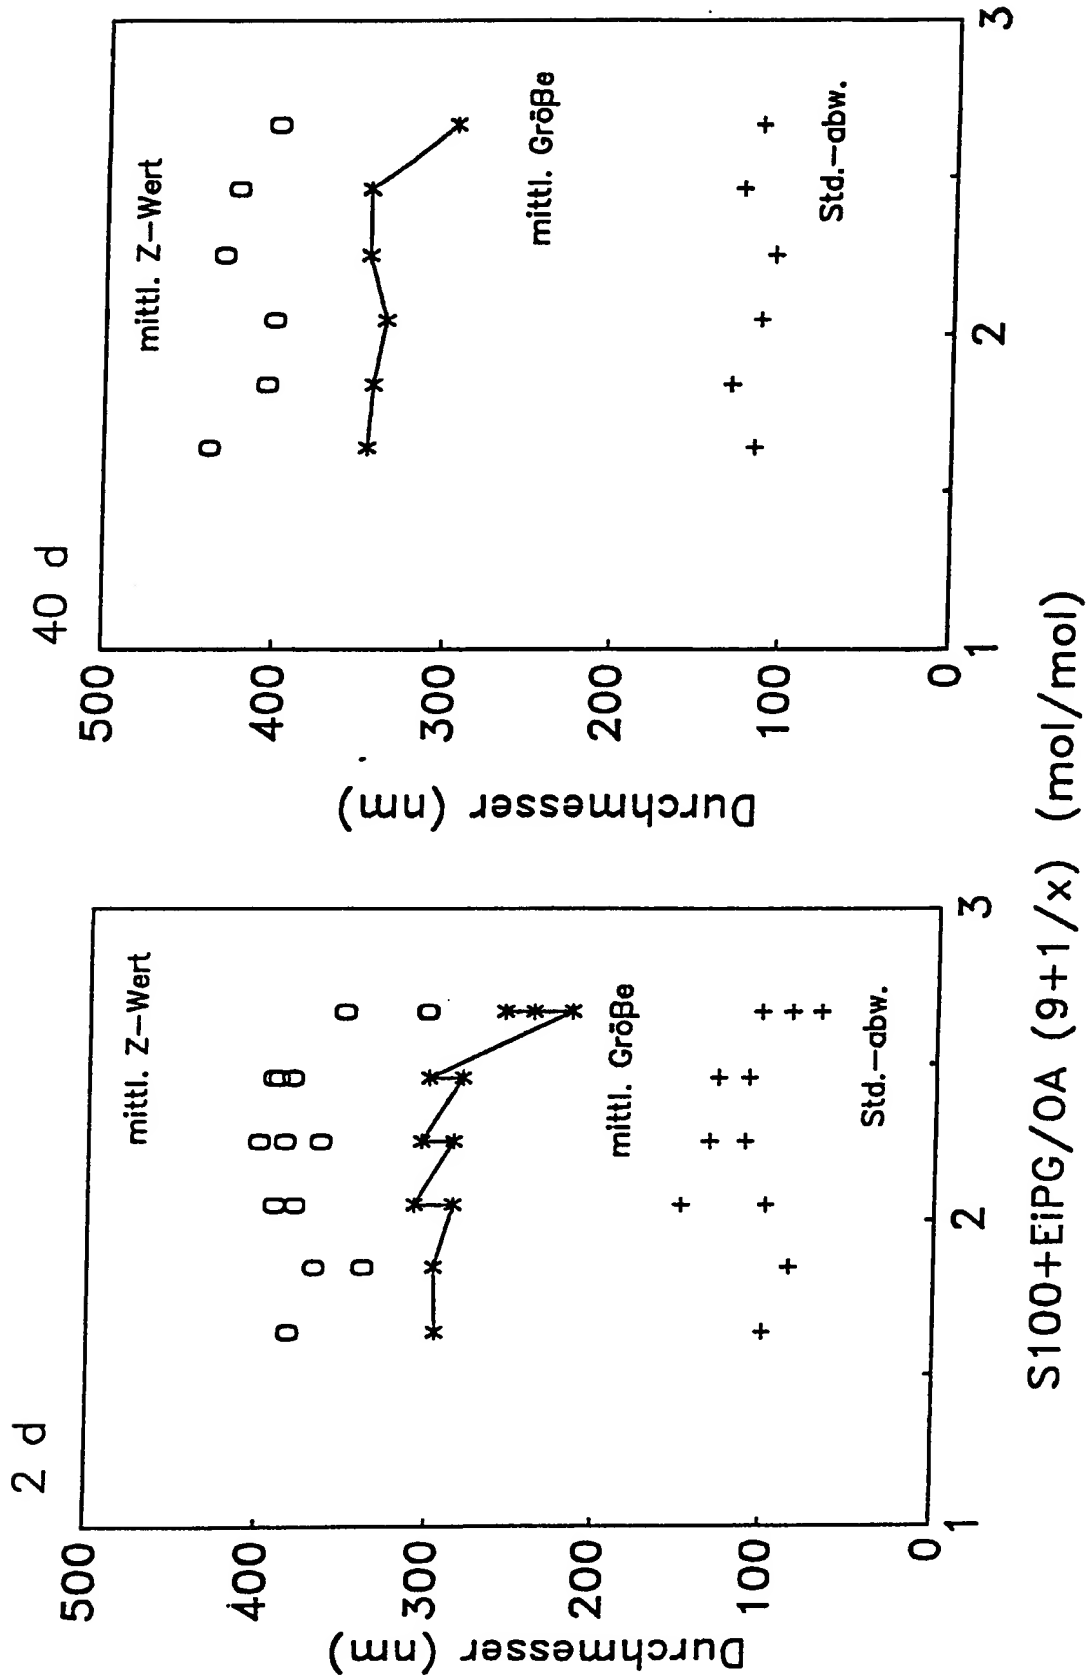 2 d
Durchmesser (nm)
500
400
300
200
100
0
1
2
3
mittl. Z-Wert
mittl. Größe
Std.-abw.
40 d
Durchmesser (nm)
500
400
300
200
100
0
1
2
3
mittl. Z-Wert
mittl. Größe
Std.-abw.
S100+EiPG/OA (9+1/x) (mol/mol)